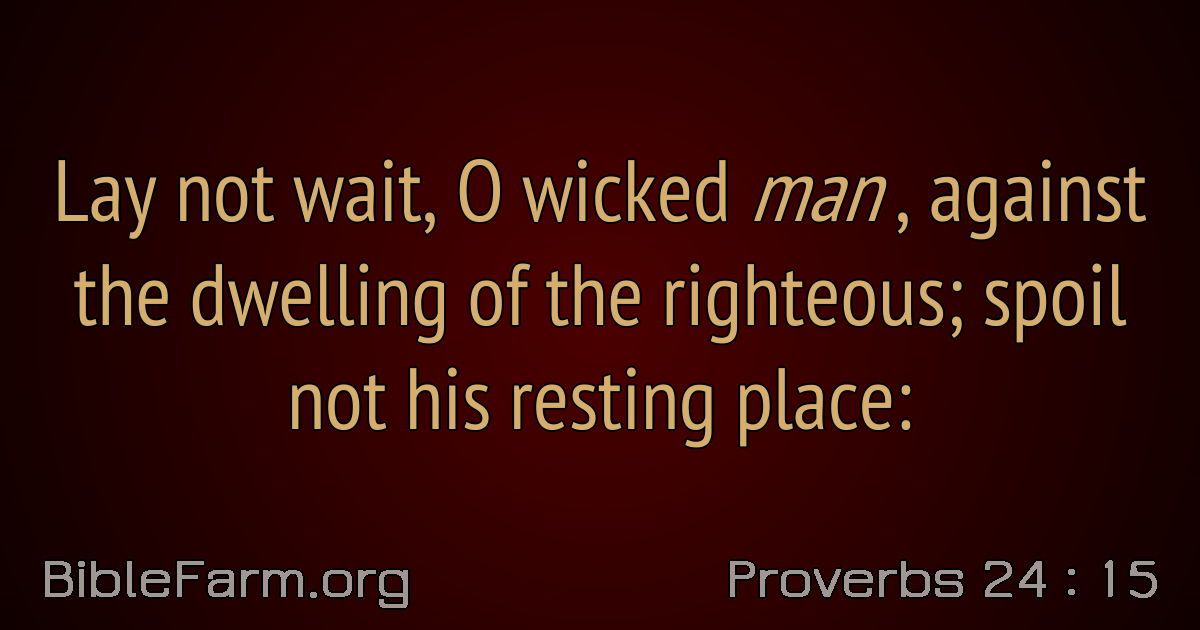 Lay not wait, O wicked man , against
the dwelling of the righteous; spoil
not his resting place:
BibleFarm.org
Proverbs 24 : 15